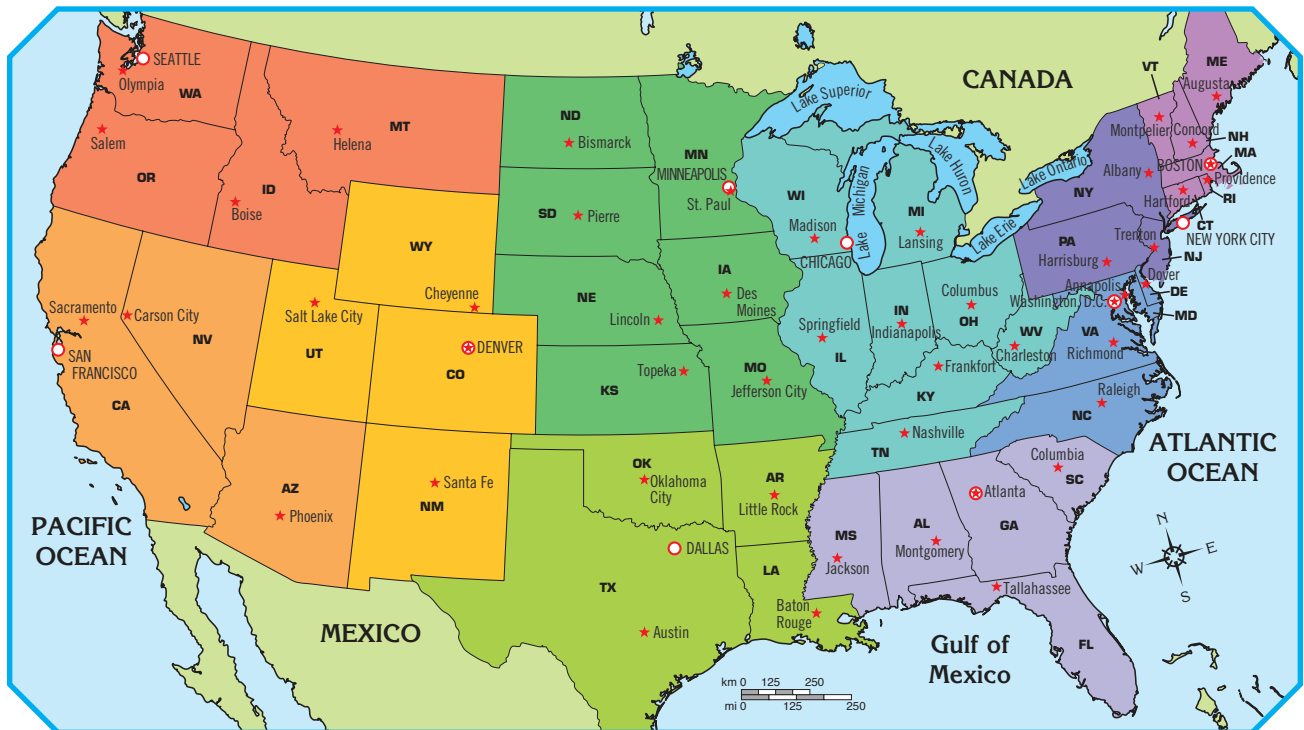 SEATTLE
Olympia
WA
Salem
OR
ID
Boise
MT
Helena
WY
Cheyenne
Sacramento
Carson City
NV
SAN
FRANCISCO
CA
Salt Lake City
UT
DENVER
CO
AZ
Phoenix
Santa Fe
NM
ND
Bismarck
SD
Pierre
NE
Lincoln
KS
Topeka
MN
MINNEAPOLIS
St. Paul
IA
Des
Moines
MO
Jefferson City
OK
Oklahoma
City
AR
Little Rock
TX
DALLAS
Austin
LA
Baton
Rouge
WI
Madison
CHICAGO
MI
Lansing
Springfield
IL
IN
Indianapolis
Columbus
OH
WV
Charleston
Frankfort
KY
Nashville
TN
MS
Jackson
AL
Montgomery
Atlanta
GA
Columbia
SC
Tallahassee
FL
Raleigh
NC
VA
Richmond
Annapolis
Washington, D.C.
Dover
DE
MD
PA
Harrisburg
Trenton
NJ
NY
Albany
NEW YORK CITY
CT
Hartford
RI
Providence
BOSTON
MA
Concord
NH
Montpelier
VT
ME
Augusta
Lake Superior
Lake Michigan
Lake Huron
Lake Ontario
Lake Erie
CANADA
MEXICO
PACIFIC
OCEAN
ATLANTIC
OCEAN
Gulf of
Mexico
N
E
W
S
km 0 125 250
mi 0 125 250